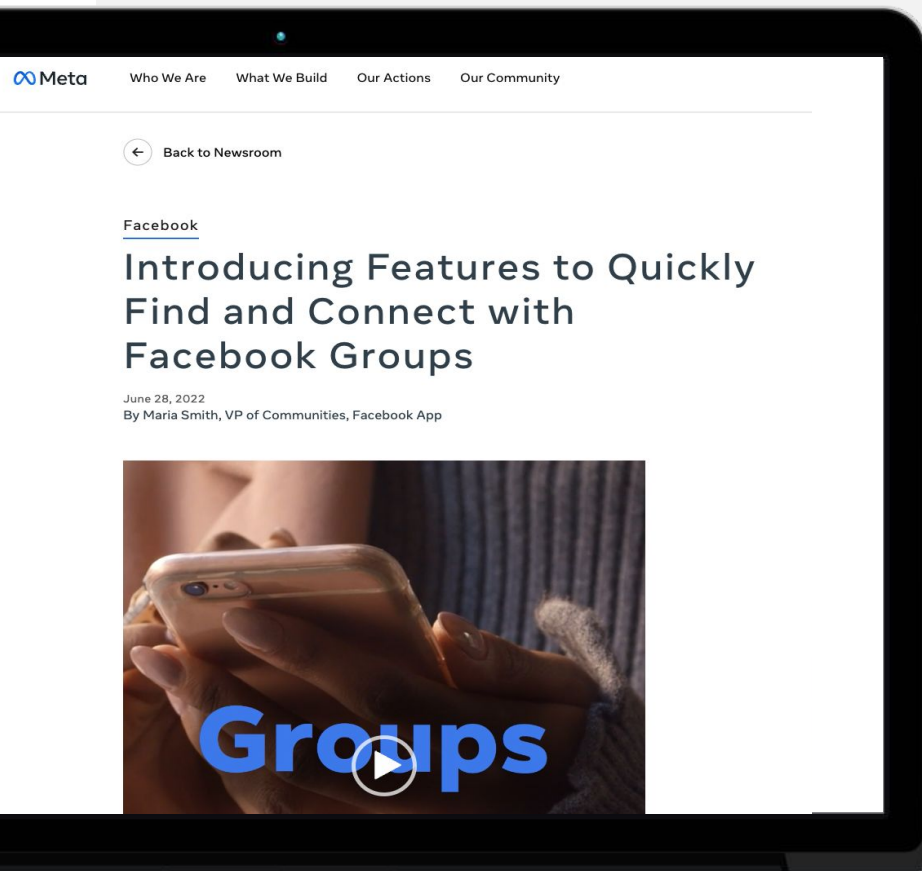 Meta Who We Are What We Build Our Actions Our Community
Back to Newsroom
Facebook
Introducing Features to Quickly
Find and Connect with
Facebook Groups
June 28, 2022
By Maria Smith, VP of Communities, Facebook App
Groups